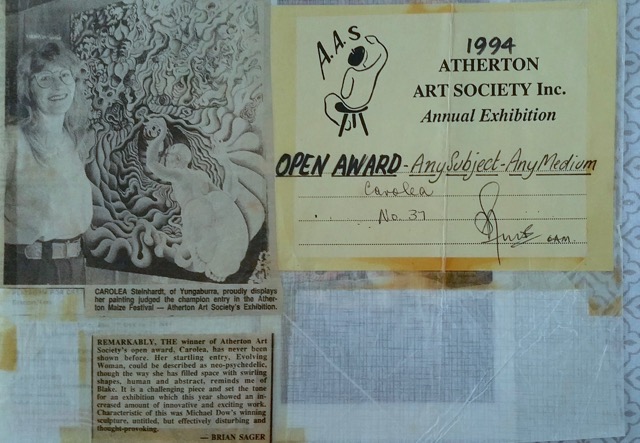 A.A.S
1994
ATHERTON
ART SOCIETY Inc.
Annual Exhibition
OPEN AWARD - Any Subject - Any Medium
Carolea
No. 37
CAROLEA Steinhardt, of Yungaburra, proudly displays
her painting judged the champion entry in the Ather-
ton Maize Festival — Atherton Art Society's Exhibition.
REMARKABLY, THE winner of Atherton Art
Society's open award, Carolea, has never been
shown before. Her startling entry, Evolving
Woman, could be described as neo-psychedelic,
though the way she has filled space with swirling
shapes, human and abstract, reminds me of
Blake. It is a challenging piece and set the tone
for an exhibition which this year showed an in-
creased amount of innovative and exciting work.
Characteristic of this was Michael Dow's winning
sculpture, untitled, but effectively disturbing and
thought-provoking.
— BRIAN SAGER